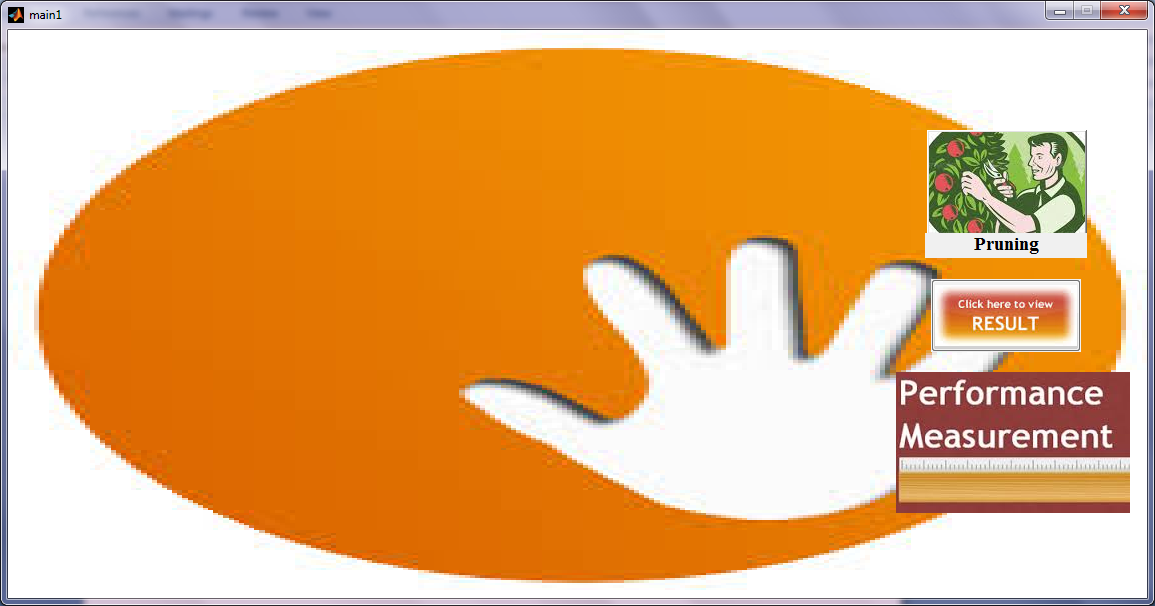 main1
Pruning
Click here to view
RESULT
Performance
Measurement